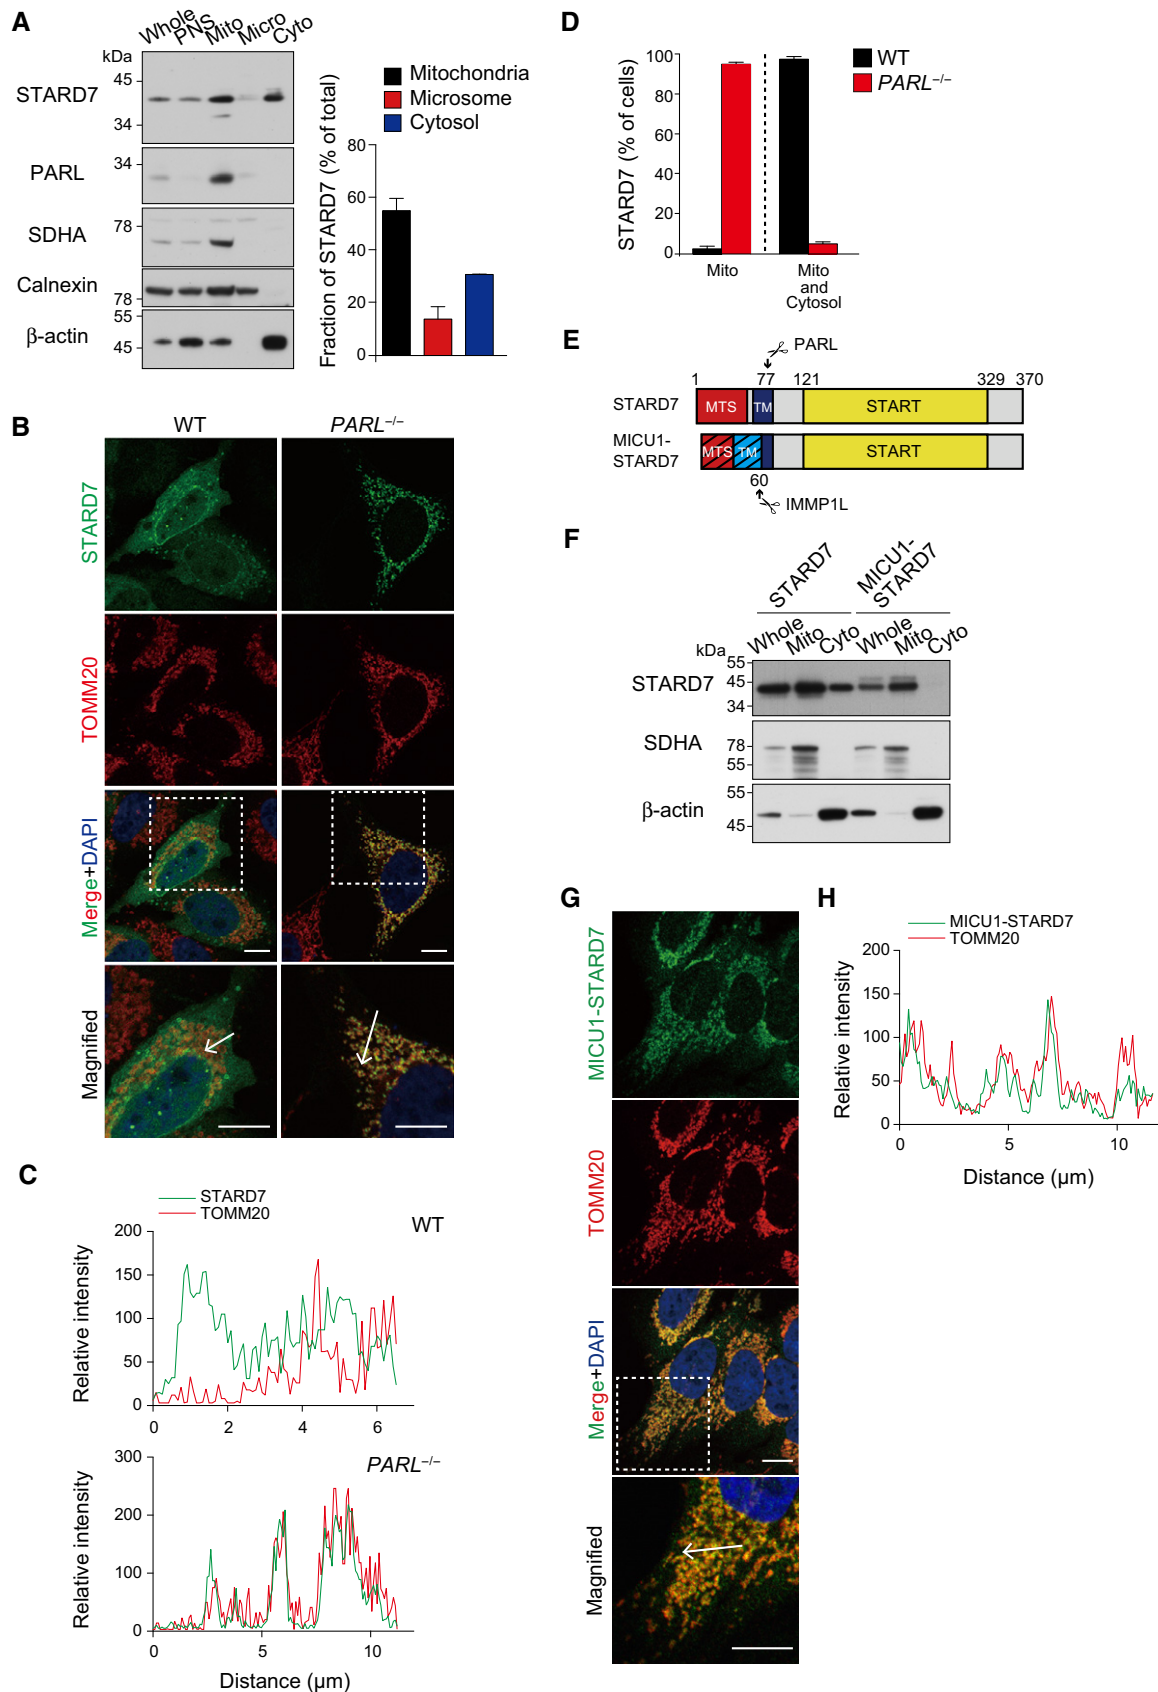 A
Whole PNS Mito Micro Cyto
kDa
STARD7
45
34
PARL
34
SDHA
78
Calnexin
78
β-actin
55
45
Mitochondria
Microsome
Cytosol
Fraction of STARD7 (% of total)
80
60
40
20
0
B
WT PARL–/–
STARD7
TOMM20
Merge+DAPI
Magnified
C
STARD7
TOMM20
WT
Relative intensity
200
150
100
50
0
0 2 4 6
PARL–/–
Relative intensity
300
200
100
0
0 5 10
Distance (µm)
D
WT
PARL–/–
STARD7 (% of cells)
100
80
60
40
20
0
Mito
Mito
and
Cytosol
E
PARL
1 77 121 329 370
STARD7 MTS TM START
MICU1-
STARD7
MTS TM START
60
IMMP1L
F
STARD7
MICU1-
STARD7
Whole Mito Cyto Whole Mito Cyto
kDa
STARD7
55
45
34
SDHA
78
55
β-actin
55
45
G
MICU1-STARD7
TOMM20
Merge+DAPI
Magnified
H
MICU1-STARD7
TOMM20
Relative intensity
200
150
100
50
0
0 5 10
Distance (µm)